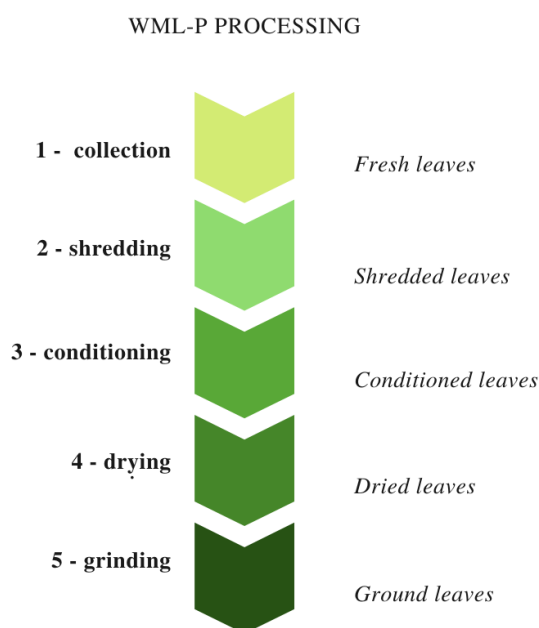 WML-P PROCESSING
1 - collection
Fresh leaves
2 - shredding
Shredded leaves
3 - conditioning
Conditioned leaves
4 - drying
Dried leaves
5 - grinding
Ground leaves